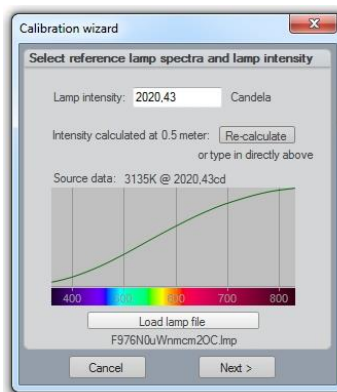 Calibration wizard
Select reference lamp spectra and lamp intensity
Lamp intensity: 2020,43 Candela
Intensity calculated at 0.5 meter: Re-calculate
or type in directly above
Source data: 3135K @ 2020,43cd
400 500 600 700 800
Load lamp file
F976N0uWnmcm2OC.lmp
Cancel Next >